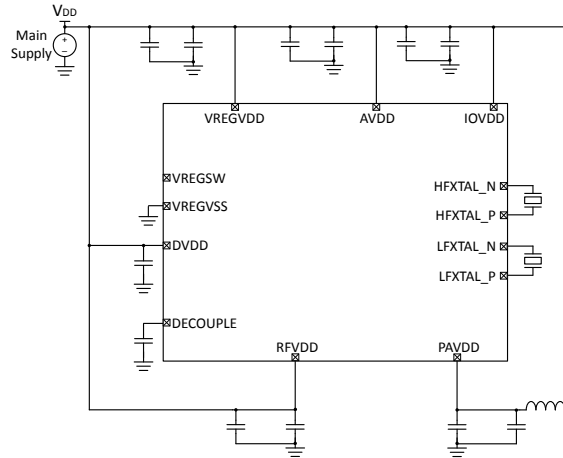 VDD
Main
Supply
+
−
VREGVDD
AVDD
IOVDD
VREGSW
HFXTAL_N
VREGVSS
HFXTAL_P
DVDD
LFXTAL_N
LFXTAL_P
DECOUPLE
RFVDD
PAVDD